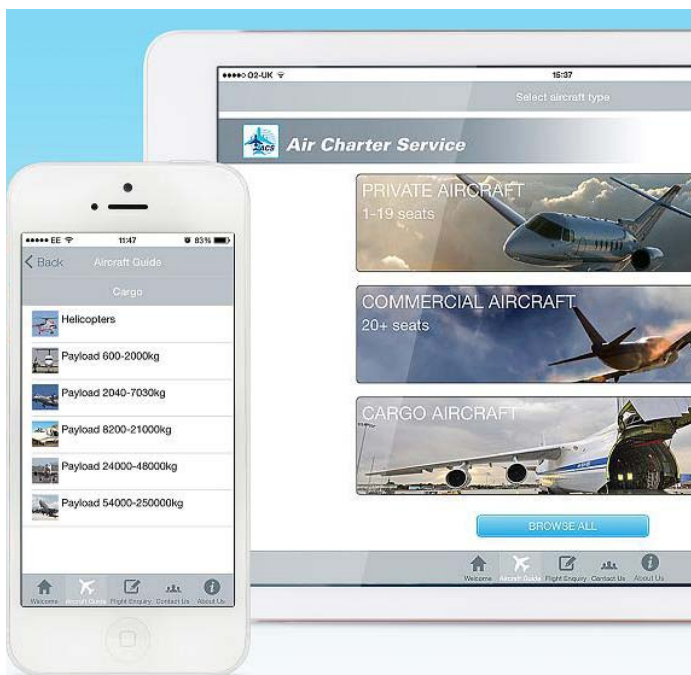 EE
11:47
83%
Back
Aircraft Guide
Cargo
Helicopters
Payload 600-2000kg
Payload 2040-7030kg
Payload 8200-21000kg
Payload 24000-48000kg
Payload 54000-250000kg
Welcome
Aircraft Guide
Flight Enquiry
Contact Us
About Us
O2-UK
15:37
Select aircraft type
ACS
Air Charter Service
PRIVATE AIRCRAFT
1-19 seats
COMMERCIAL AIRCRAFT
20+ seats
CARGO AIRCRAFT
BROWSE ALL
Welcome
Aircraft Guide
Flight Enquiry
Contact Us
About Us